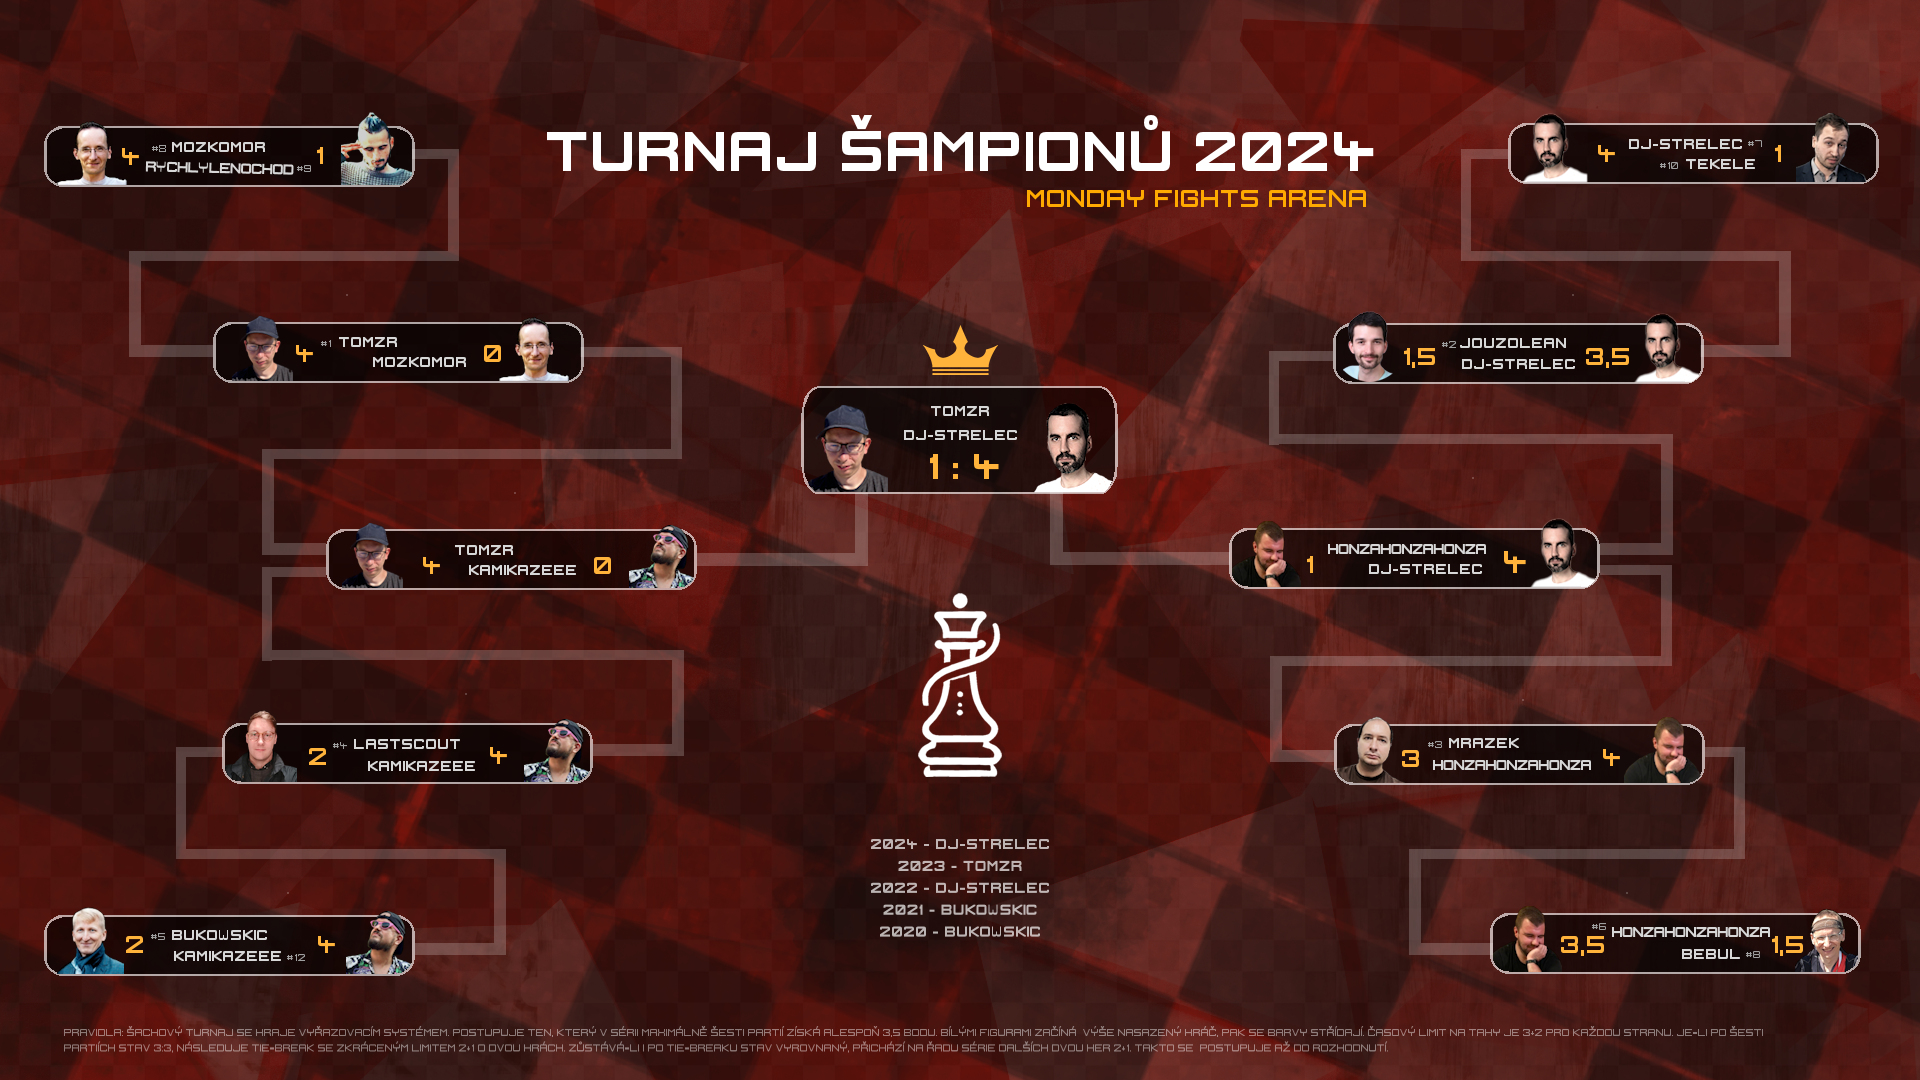 TURNAJ ŠAMPIONŮ 2024
MONDAY FIGHTS ARENA
4 #8 MOZKOMOR
RYCHLYLENOCHOD #9 1
4 DJ-STRELEC #7
#10 TEKELE 1
4 #1 TOMZR
MOZKOMOR 0
1,5 #2 JOUZOLEAN
DJ-STRELEC 3,5
TOMZR
DJ-STRELEC
1 : 4
4 TOMZR
KAMIKAZEEE 0
1 HONZAHONZAHONZA
DJ-STRELEC 4
2 #4 LASTSCOUT
KAMIKAZEEE 4
3 #3 MRAZEK
HONZAHONZAHONZA 4
2 #5 BUKOWSKIC
KAMIKAZEEE #12 4
3,5 #6 HONZAHONZAHONZA
BEBUL #8 1,5
2024 - DJ-STRELEC
2023 - TOMZR
2022 - DJ-STRELEC
2021 - BUKOWSKIC
2020 - BUKOWSKIC
PRAVIDLA: ŠACHOVÝ TURNAJ SE HRAJE VYŘAZOVACÍM SYSTÉMEM. POSTUPUJE TEN, KTERÝ V SÉRII MAXIMÁLNĚ ŠESTI PARTIÍ ZÍSKÁ ALESPOŇ 3,5 BODU. BÍLÝMI FIGURAMI ZAČÍNÁ VÝŠE NASAZENÝ HRÁČ, PAK SE BARVY STŘÍDAJÍ. ČASOVÝ LIMIT NA TAHY JE 3+2 PRO KAŽDOU STRANU. JE-LI PO ŠESTI
PARTIÍCH STAV 3:3, NÁSLEDUJE TIE-BREAK SE ZKRÁCENÝM LIMITEM 2+1 O DVOU HRÁCH. ZŮSTÁVÁ-LI I PO TIE-BREAKU STAV VYROVNANÝ, PŘICHÁZÍ NA ŘADU SÉRIE DALŠÍCH DVOU HER 2+1. TAKTO SE POSTUPUJE AŽ DO ROZHODNUTÍ.